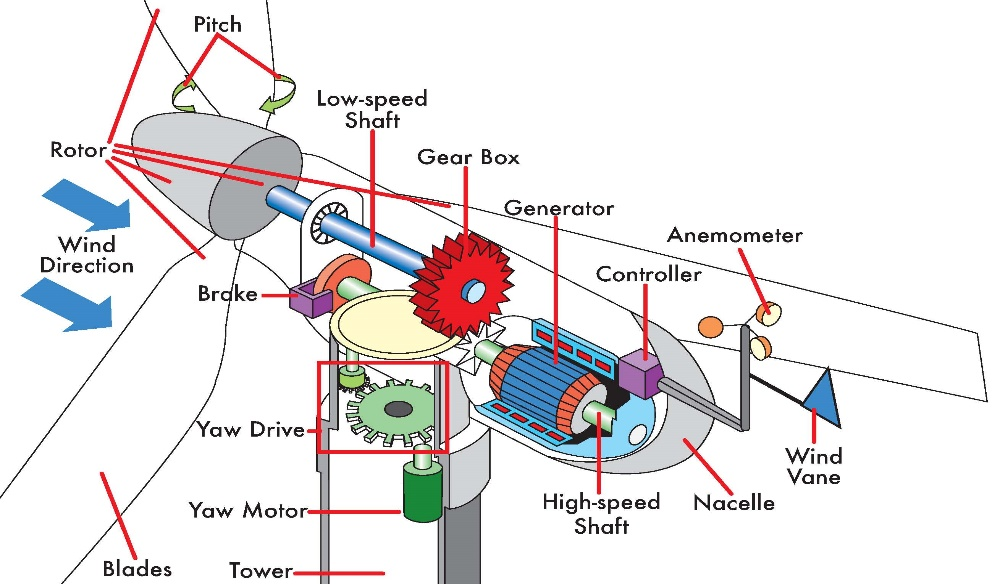 Pitch
Low-speed
Shaft
Rotor
Gear Box
Generator
Anemometer
Wind
Direction
Controller
Brake
Yaw Drive
Wind
Vane
High-speed
Shaft
Nacelle
Yaw Motor
Blades
Tower